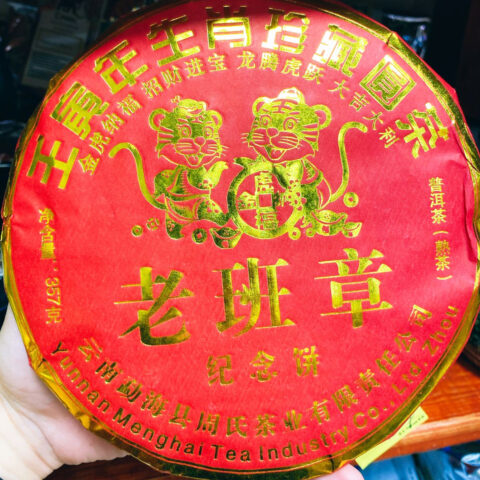 壬寅年生肖珍藏圆茶
金虎纳福 招财进宝 龙腾虎跃 大吉大利
虎
福
普洱茶（熟茶）
净含量：357克
老班章
纪念饼
云南勐海县周氏茶业有限责任公司
Yunnan Menghai Tea Industry Co., Ltd. Zhou